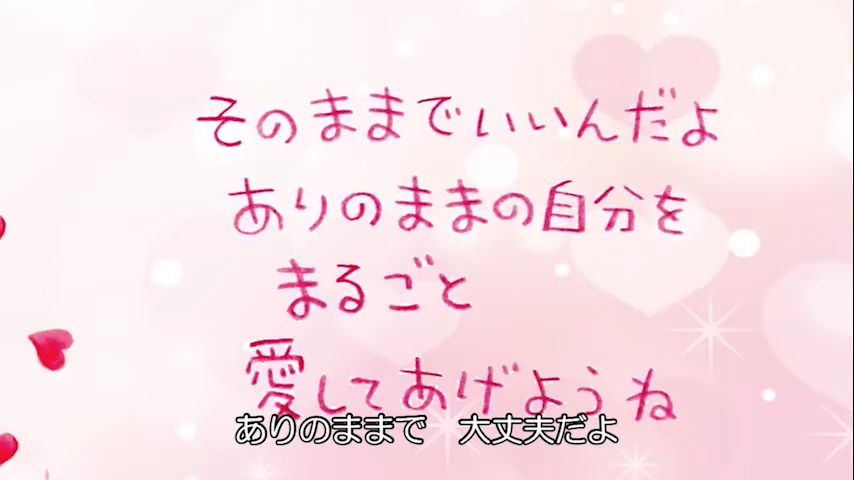 そのままでいいんだよ
ありのままの自分を
まるごと
愛してあげようね
ありのままで　大丈夫だよ